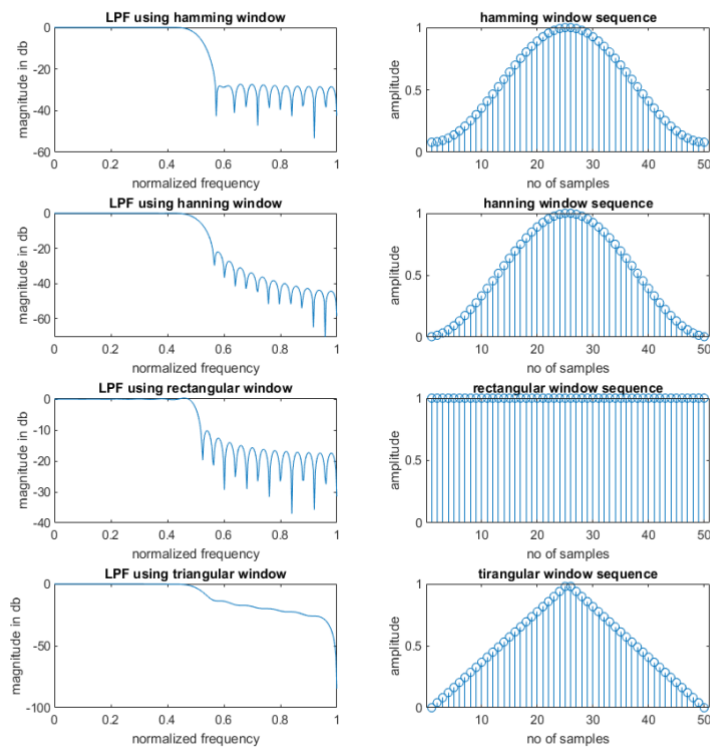 LPF using hamming window
0
-20
-40
-60
magnitude in db
0 0.2 0.4 0.6 0.8 1
normalized frequency
hamming window sequence
1
0.5
0
amplitude
10 20 30 40 50
no of samples
LPF using hanning window
0
-20
-40
-60
magnitude in db
0 0.2 0.4 0.6 0.8 1
normalized frequency
hanning window sequence
1
0.5
0
amplitude
10 20 30 40 50
no of samples
LPF using rectangular window
0
-10
-20
-30
-40
magnitude in db
0 0.2 0.4 0.6 0.8 1
normalized frequency
rectangular window sequence
1
0.5
0
amplitude
10 20 30 40 50
no of samples
LPF using triangular window
0
-50
-100
magnitude in db
0 0.2 0.4 0.6 0.8 1
normalized frequency
tirangular window sequence
1
0.5
0
amplitude
10 20 30 40 50
no of samples